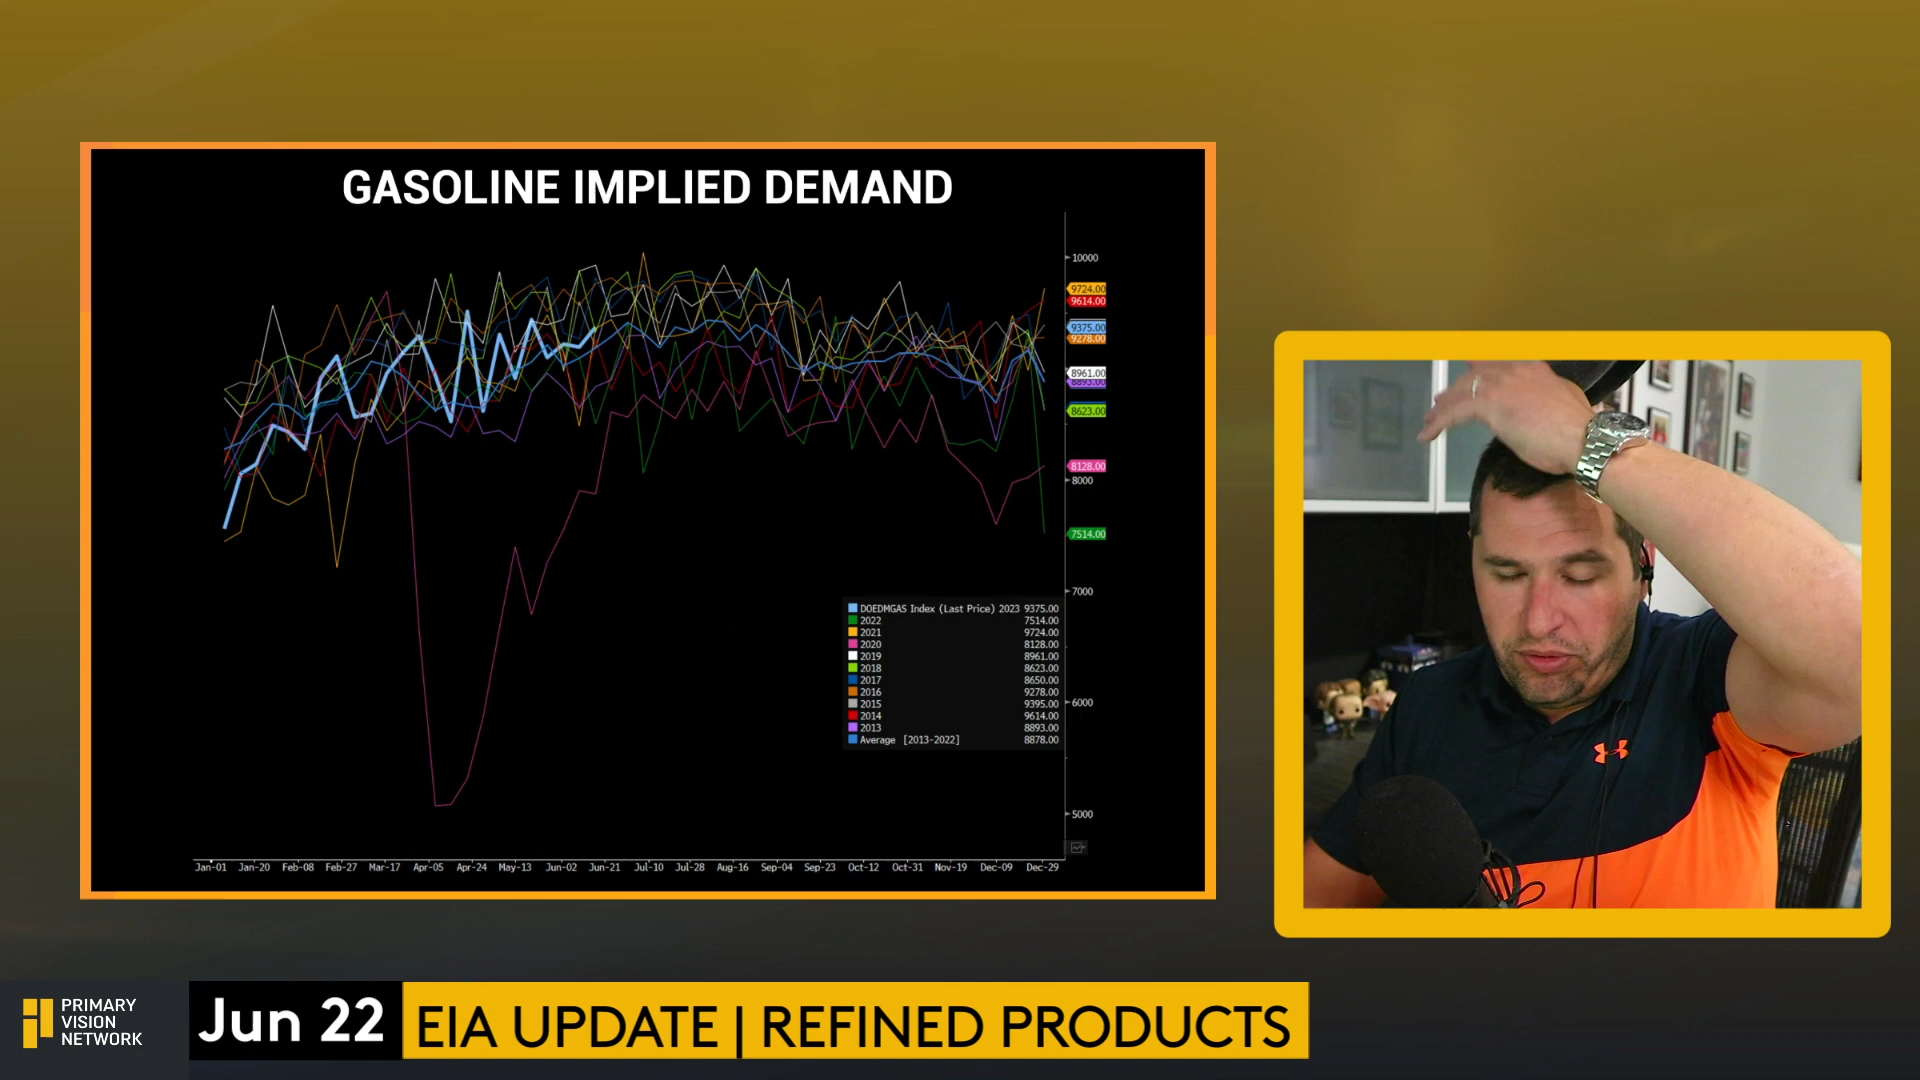 GASOLINE IMPLIED DEMAND
10000
9724.00
9614.00
9375.00
9278.00
8961.00
8893.00
8623.00
8128.00
8000
7514.00
7000
6000
5000
DOEDMGAS Index (Last Price) 2023 9375.00
2022 7514.00
2021 9724.00
2020 8128.00
2019 8961.00
2018 8623.00
2017 8650.00
2016 9278.00
2015 9395.00
2014 9614.00
2013 8893.00
Average [2013-2022] 8878.00
Jan-01 Jan-20 Feb-08 Feb-27 Mar-17 Apr-05 Apr-24 May-13 Jun-02 Jun-21 Jul-10 Jul-28 Aug-16 Sep-04 Sep-23 Oct-12 Oct-31 Nov-19 Dec-09 Dec-29
PRIMARY
VISION
NETWORK
Jun 22
EIA UPDATE | REFINED PRODUCTS